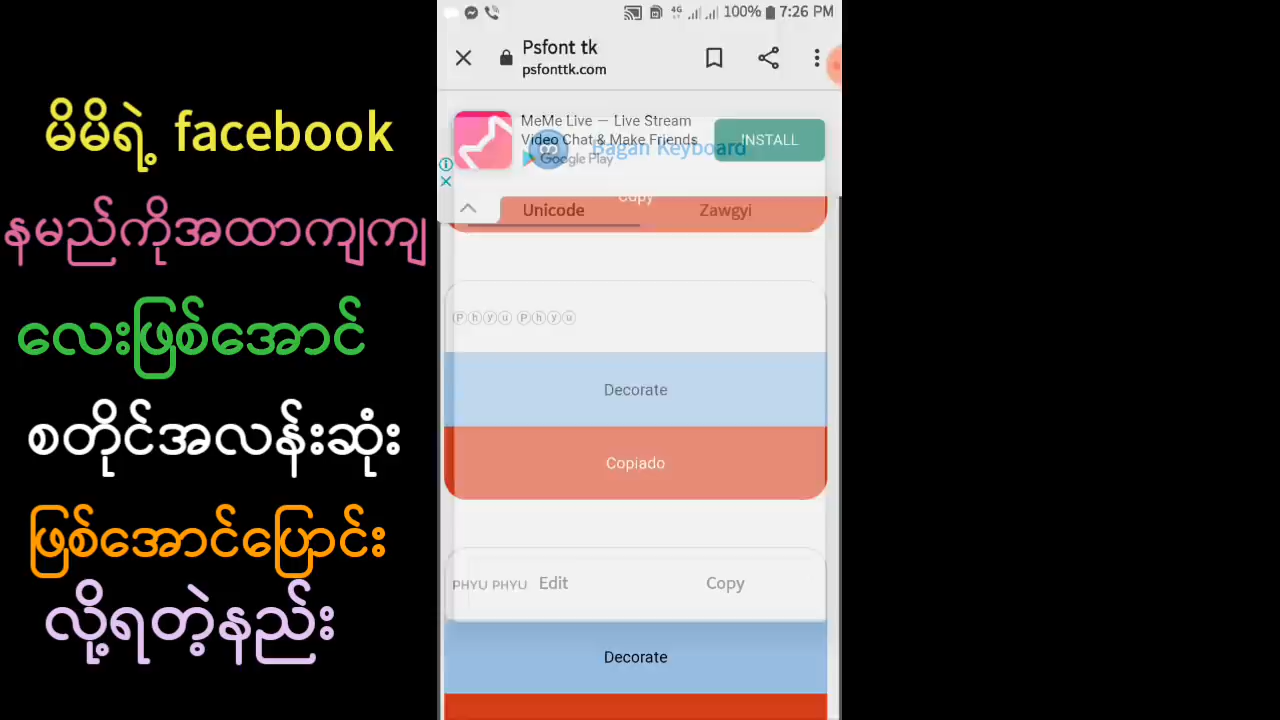 မိမိရဲ့ facebook
နမည်ကိုအထာကျကျ
လေးဖြစ်အောင်
စတိုင်အလန်းဆုံး
ဖြစ်အောင်ပြောင်း
လို့ရတဲ့နည်း
4G 100% 7:26 PM
Psfont tk
psfonttk.com
MeMe Live — Live Stream
Video Chat & Make Friends
INSTALL
Bagan Keyboard
Google Play
Copy
Unicode Zawgyi
Ⓟⓗⓨⓤ Ⓟⓗⓨⓤ
Decorate
Copiado
ᴘʜʏᴜ ᴘʜʏᴜ Edit Copy
Decorate